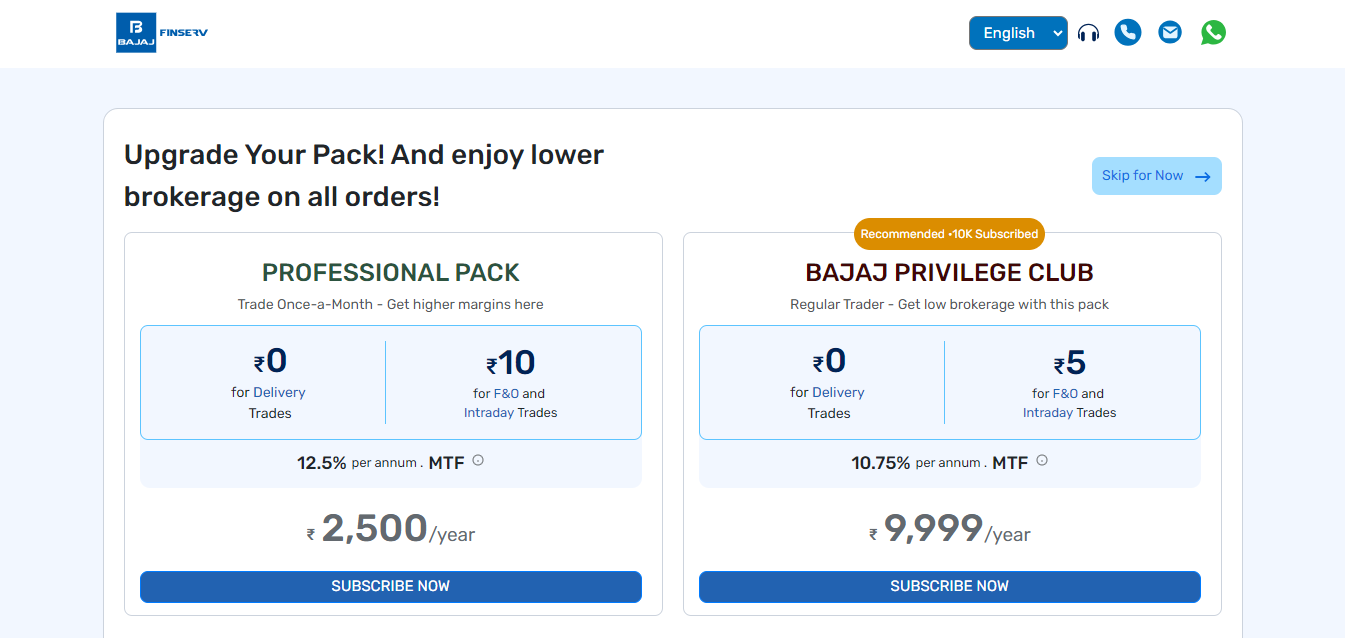 B
BAJAJ
FINSERV
English
Upgrade Your Pack! And enjoy lower
brokerage on all orders!
Skip for Now →
PROFESSIONAL PACK
Trade Once-a-Month - Get higher margins here
₹0
for Delivery
Trades
₹10
for F&O and
Intraday Trades
12.5% per annum . MTF
₹ 2,500/year
SUBSCRIBE NOW
Recommended •10K Subscribed
BAJAJ PRIVILEGE CLUB
Regular Trader - Get low brokerage with this pack
₹0
for Delivery
Trades
₹5
for F&O and
Intraday Trades
10.75% per annum . MTF
₹ 9,999/year
SUBSCRIBE NOW